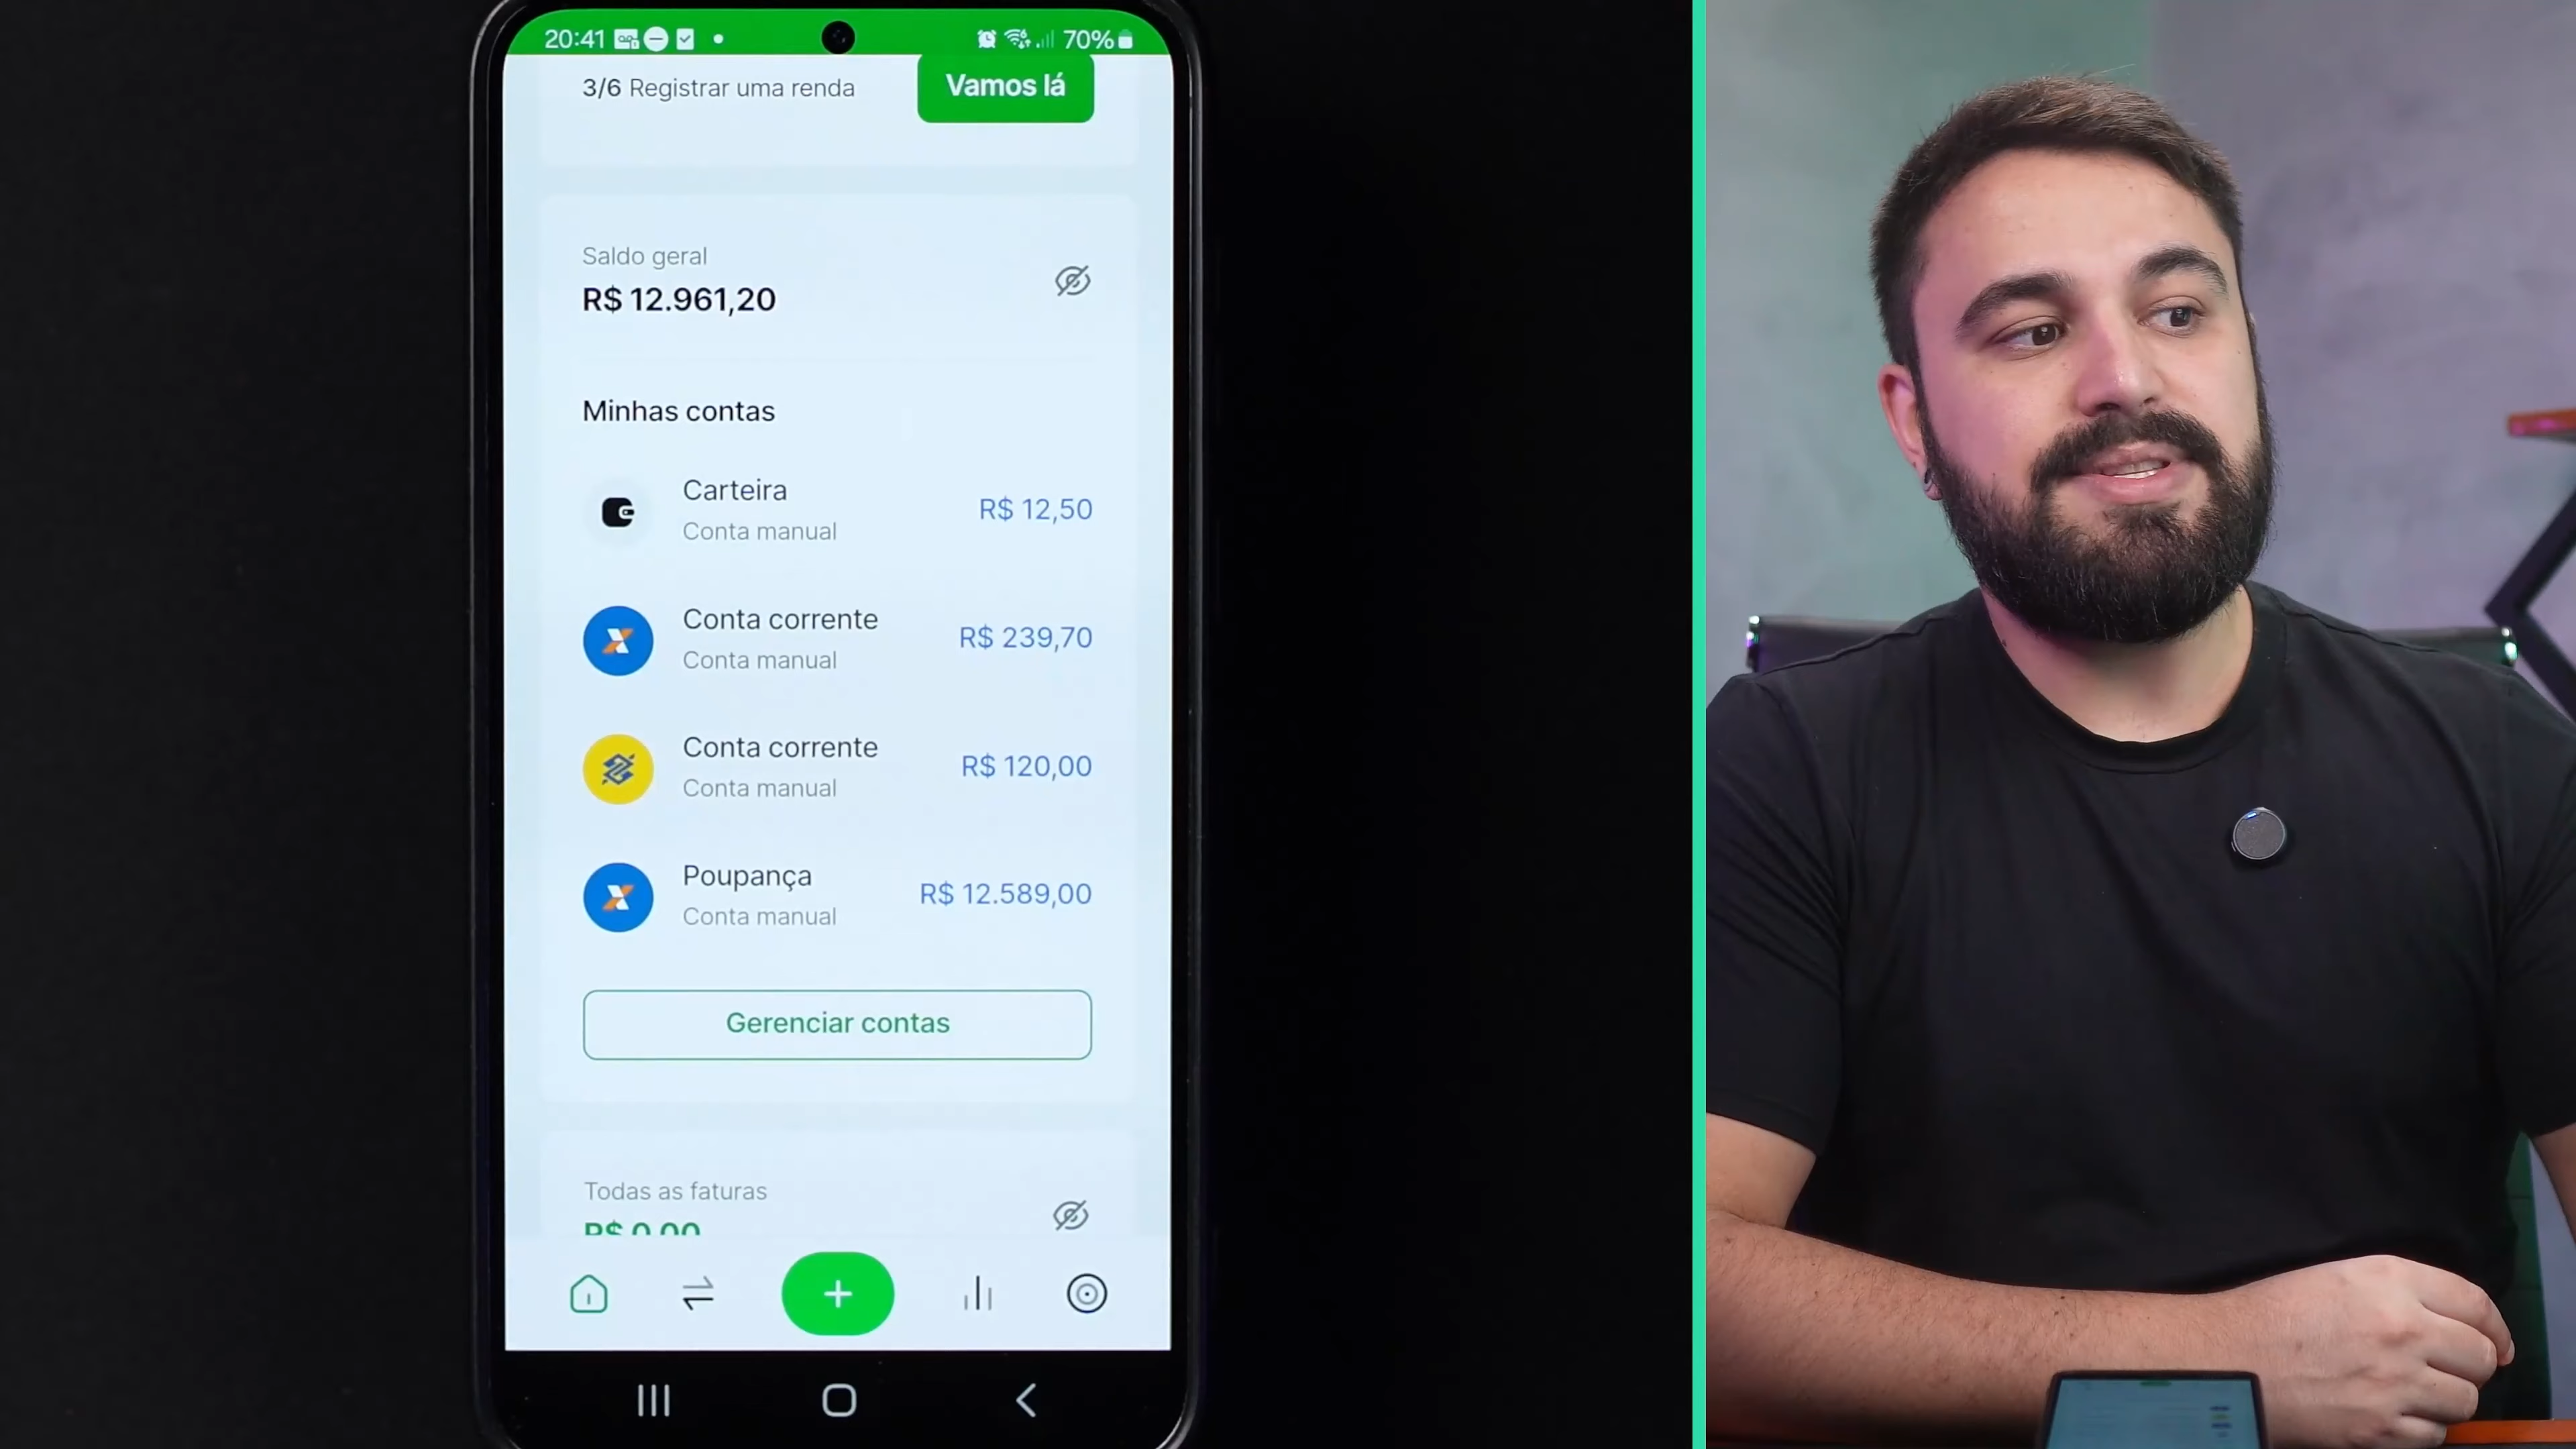 20:41
70%
3/6 Registrar uma renda
Vamos lá
Saldo geral
R$ 12.961,20
Minhas contas
Carteira
Conta manual
R$ 12,50
Conta corrente
Conta manual
R$ 239,70
Conta corrente
Conta manual
R$ 120,00
Poupança
Conta manual
R$ 12.589,00
Gerenciar contas
Todas as faturas
R$ 0,00